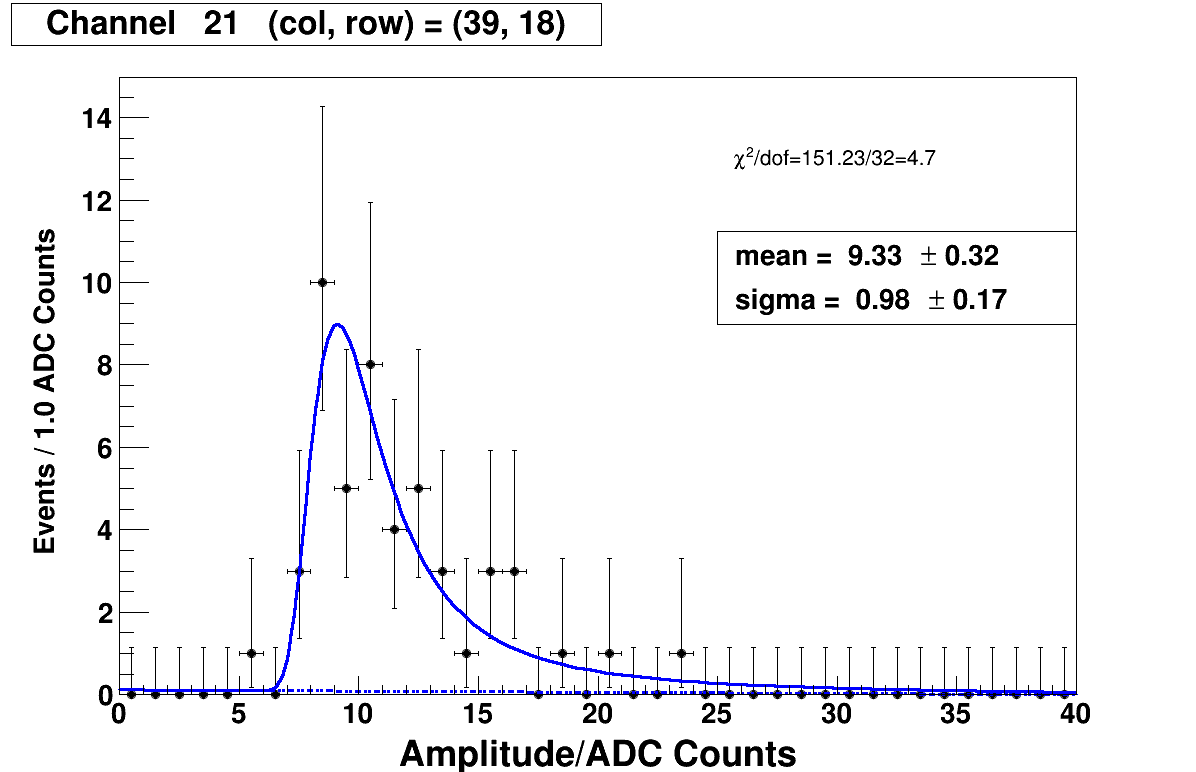 Channel 21 (col, row) = (39, 18)
14
12
10
8
6
4
2
0
Events / 1.0 ADC Counts
χ²/dof=151.23/32=4.7
mean = 9.33 ± 0.32
sigma = 0.98 ± 0.17
0 5 10 15 20 25 30 35 40
Amplitude/ADC Counts